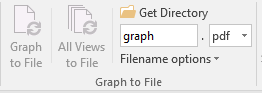 Graph
to File
All Views
to File
Get Directory
graph . pdf
Filename options
Graph to File